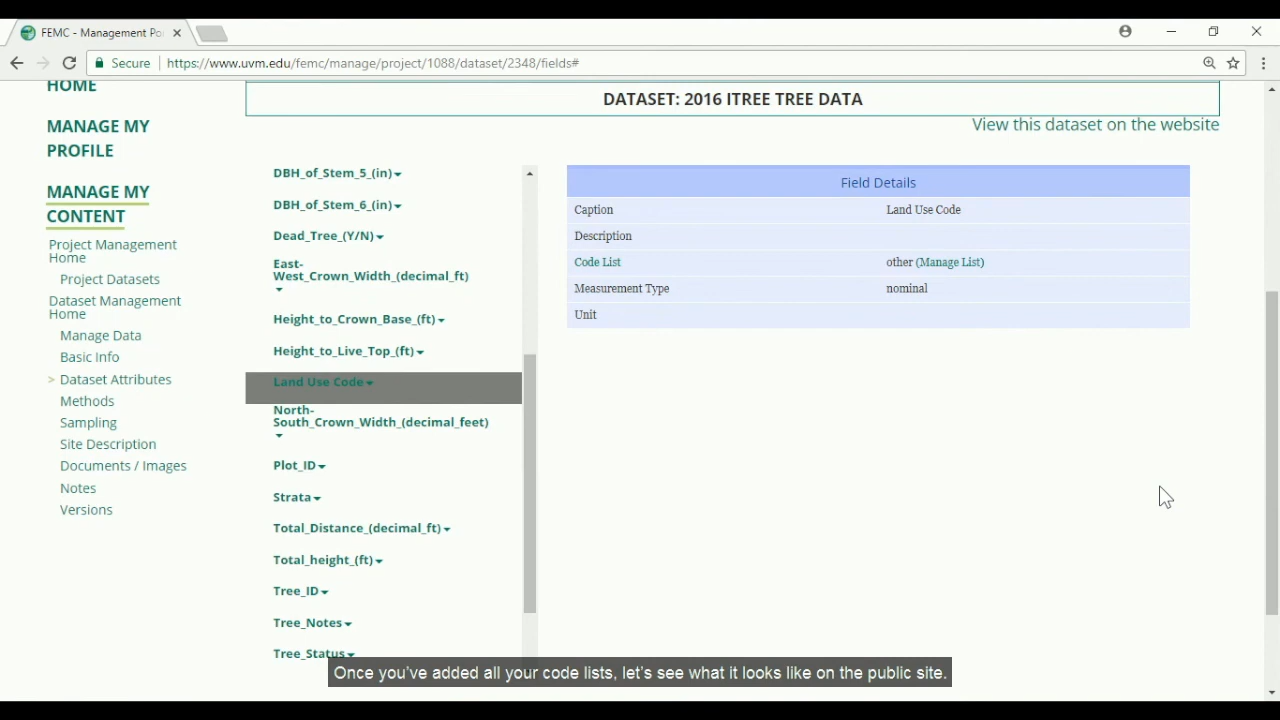 FEMC - Management Po
Secure
https://www.uvm.edu/femc/manage/project/1088/dataset/2348/fields#
HOME
MANAGE MY
PROFILE
MANAGE MY
CONTENT
Project Management
Home
Project Datasets
Dataset Management
Home
Manage Data
Basic Info
> Dataset Attributes
Methods
Sampling
Site Description
Documents / Images
Notes
Versions
DATASET: 2016 ITREE TREE DATA
View this dataset on the website
DBH_of_Stem_5_(in)
DBH_of_Stem_6_(in)
Dead_Tree_(Y/N)
East-
West_Crown_Width_(decimal_ft)
Height_to_Crown_Base_(ft)
Height_to_Live_Top_(ft)
Land Use Code
North-
South_Crown_Width_(decimal_feet)
Plot_ID
Strata
Total_Distance_(decimal_ft)
Total_height_(ft)
Tree_ID
Tree_Notes
Tree_Status
Field Details
Caption Land Use Code
Description
Code List other (Manage List)
Measurement Type nominal
Unit
Once you've added all your code lists, let's see what it looks like on the public site.